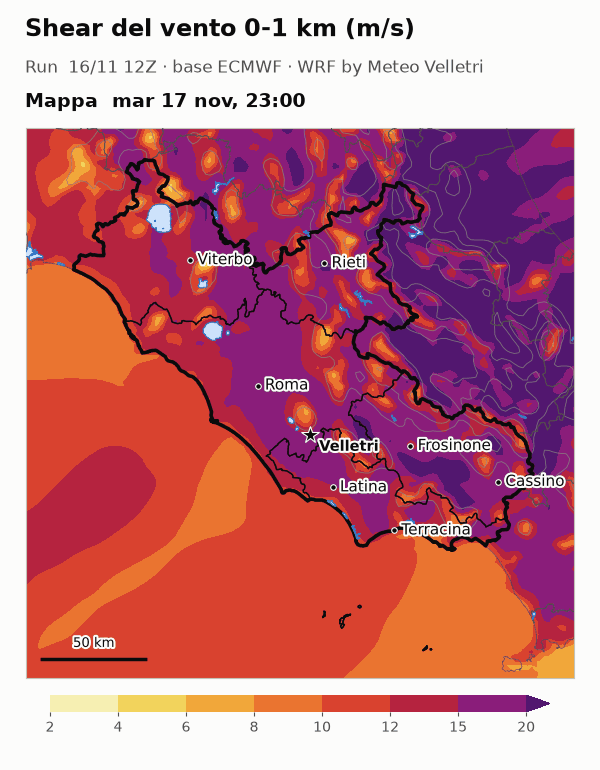 Shear del vento 0-1 km (m/s)
Run  16/11 12Z · base ECMWF · WRF by Meteo Velletri
Mappa  mar 17 nov, 23:00
Viterbo
Rieti
Roma
Velletri
Frosinone
Cassino
Latina
Terracina
50 km
2 4 6 8 10 12 15 20